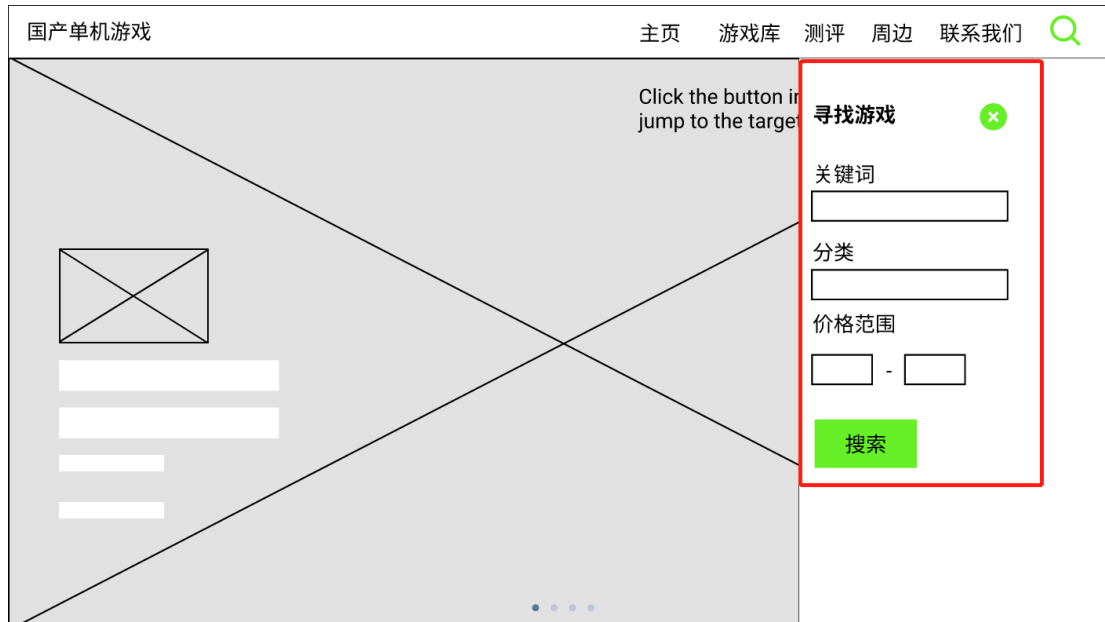 国产单机游戏
主页 游戏库 测评 周边 联系我们
Click the button in
jump to the target
寻找游戏
关键词
分类
价格范围
-
搜索